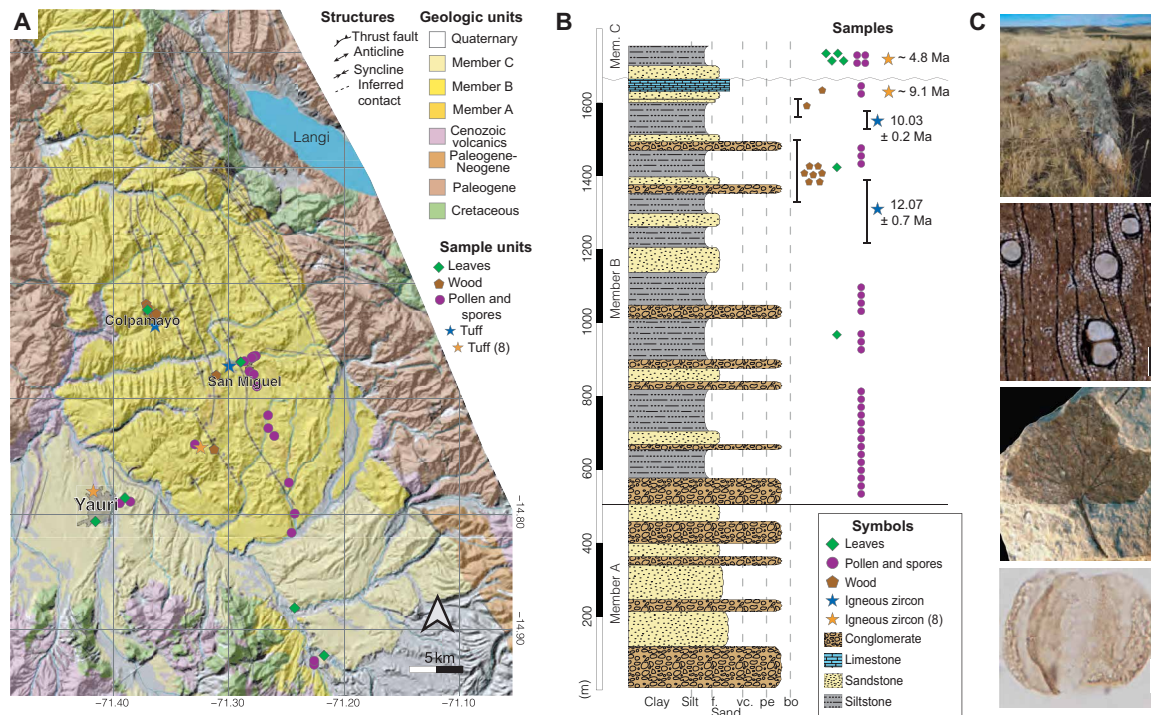 A
Structures
Thrust fault
Anticline
Syncline
Inferred
contact
Geologic units
Quaternary
Member C
Member B
Member A
Cenozoic
volcanics
Paleogene-
Neogene
Paleogene
Cretaceous
Sample units
Leaves
Wood
Pollen and
spores
Tuff
Tuff (8)
Langi
Colpamayo
San Miguel
Yauri
−14.80
−14.90
5 km
−71.40
−71.30
−71.20
−71.10
B
Samples
Mem. C
Member B
Member A
1600
1400
1200
1000
800
600
400
200
(m)
~ 4.8 Ma
~ 9.1 Ma
10.03
± 0.2 Ma
12.07
± 0.7 Ma
Clay
Silt
f.
vc.
pe
bo
Sand
Symbols
Leaves
Pollen and spores
Wood
Igneous zircon
Igneous zircon (8)
Conglomerate
Limestone
Sandstone
Siltstone
C